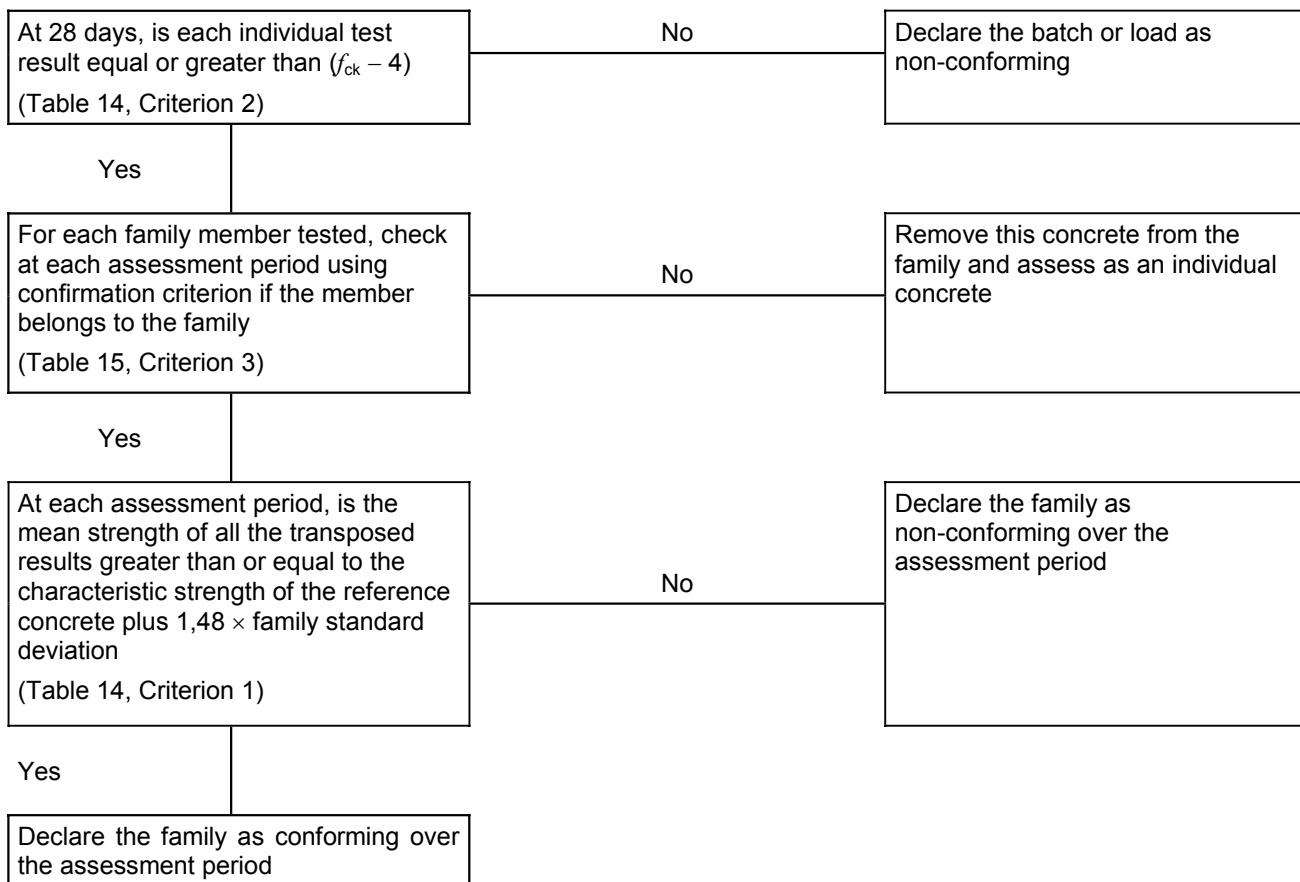 At 28 days, is each individual test
result equal or greater than (fck – 4)
(Table 14, Criterion 2)
No
Declare the batch or load as
non-conforming
Yes
For each family member tested, check
at each assessment period using
confirmation criterion if the member
belongs to the family
(Table 15, Criterion 3)
No
Remove this concrete from the
family and assess as an individual
concrete
Yes
At each assessment period, is the
mean strength of all the transposed
results greater than or equal to the
characteristic strength of the reference
concrete plus 1,48 × family standard
deviation
(Table 14, Criterion 1)
No
Declare the family as
non-conforming over the
assessment period
Yes
Declare the family as conforming over
the assessment period